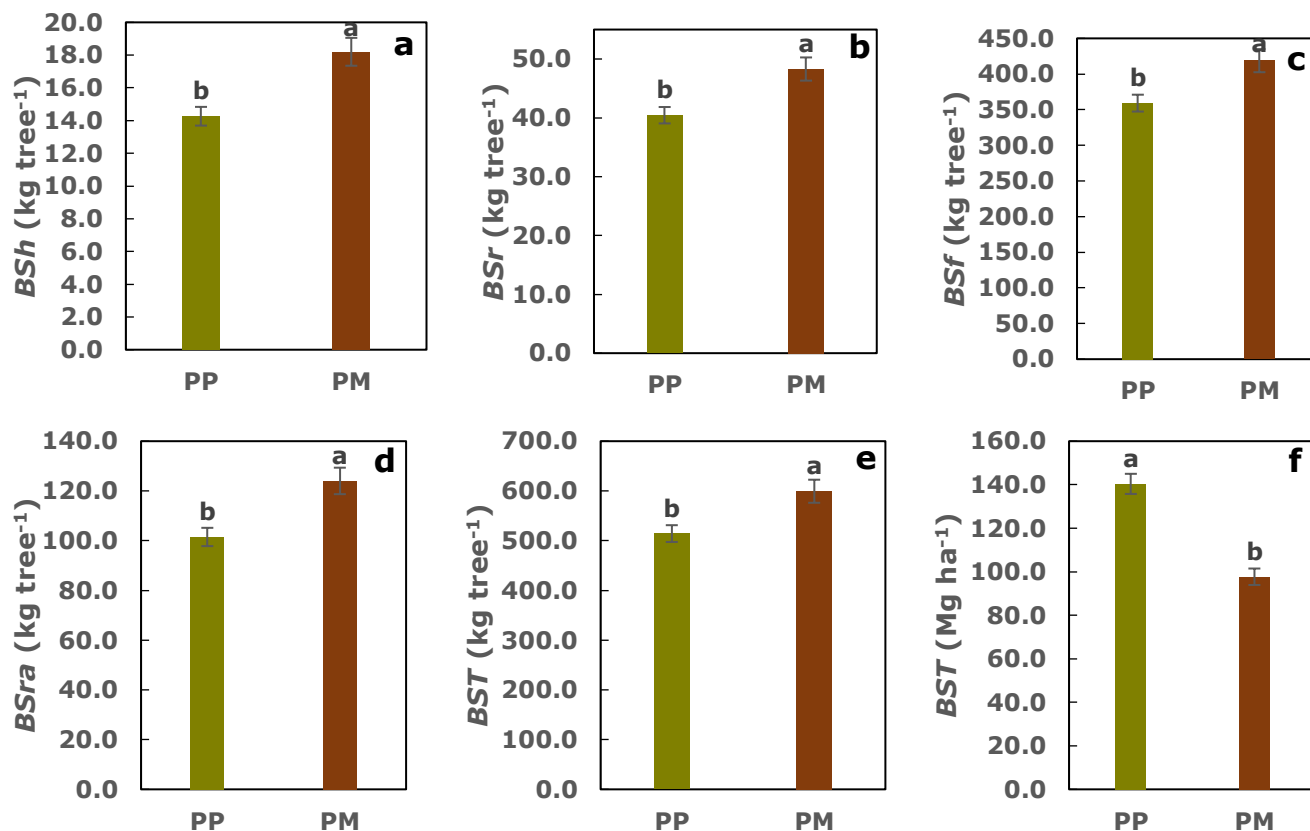 a
20.0
18.0
16.0
14.0
12.0
10.0
8.0
6.0
4.0
2.0
0.0
BSh (kg tree⁻¹)
b
a
PP PM
b
50.0
40.0
30.0
20.0
10.0
0.0
BSr (kg tree⁻¹)
b
a
PP PM
c
450.0
400.0
350.0
300.0
250.0
200.0
150.0
100.0
50.0
0.0
BSf (kg tree⁻¹)
b
a
PP PM
d
140.0
120.0
100.0
80.0
60.0
40.0
20.0
0.0
BSra (kg tree⁻¹)
b
a
PP PM
e
700.0
600.0
500.0
400.0
300.0
200.0
100.0
0.0
BST (kg tree⁻¹)
b
a
PP PM
f
160.0
140.0
120.0
100.0
80.0
60.0
40.0
20.0
0.0
BST (Mg ha⁻¹)
a
b
PP PM